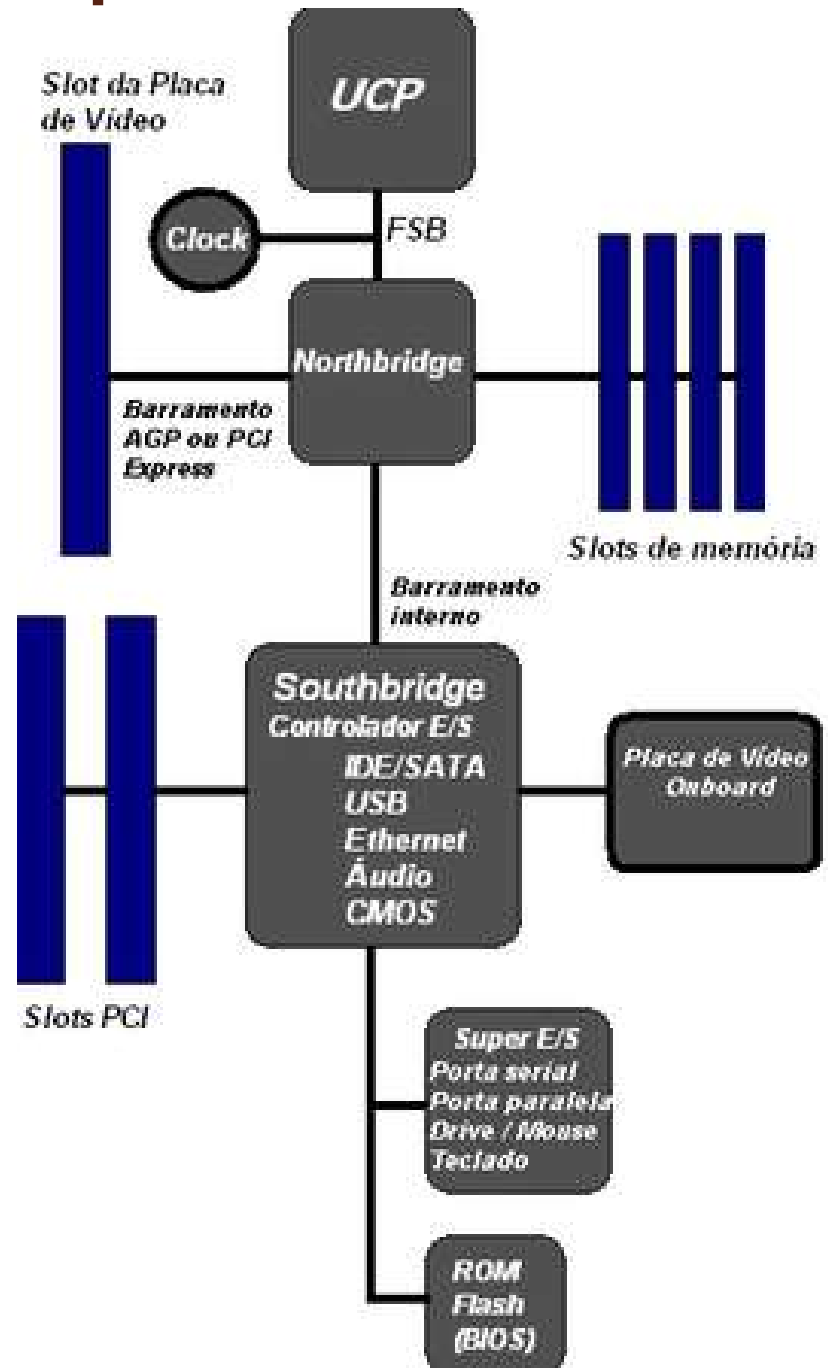 Slot da Placa
de Vídeo
UCP
Clock
FSB
Northbridge
Barramento
AGP ou PCI
Express
Slots de memória
Barramento
interno
Southbridge
Controlador E/S
IDE/SATA
USB
Ethernet
Áudio
CMOS
Placa de Vídeo
Onboard
Slots PCI
Super E/S
Porta serial
Porta paralela
Drive / Mouse
Teclado
ROM
Flash
(BIOS)